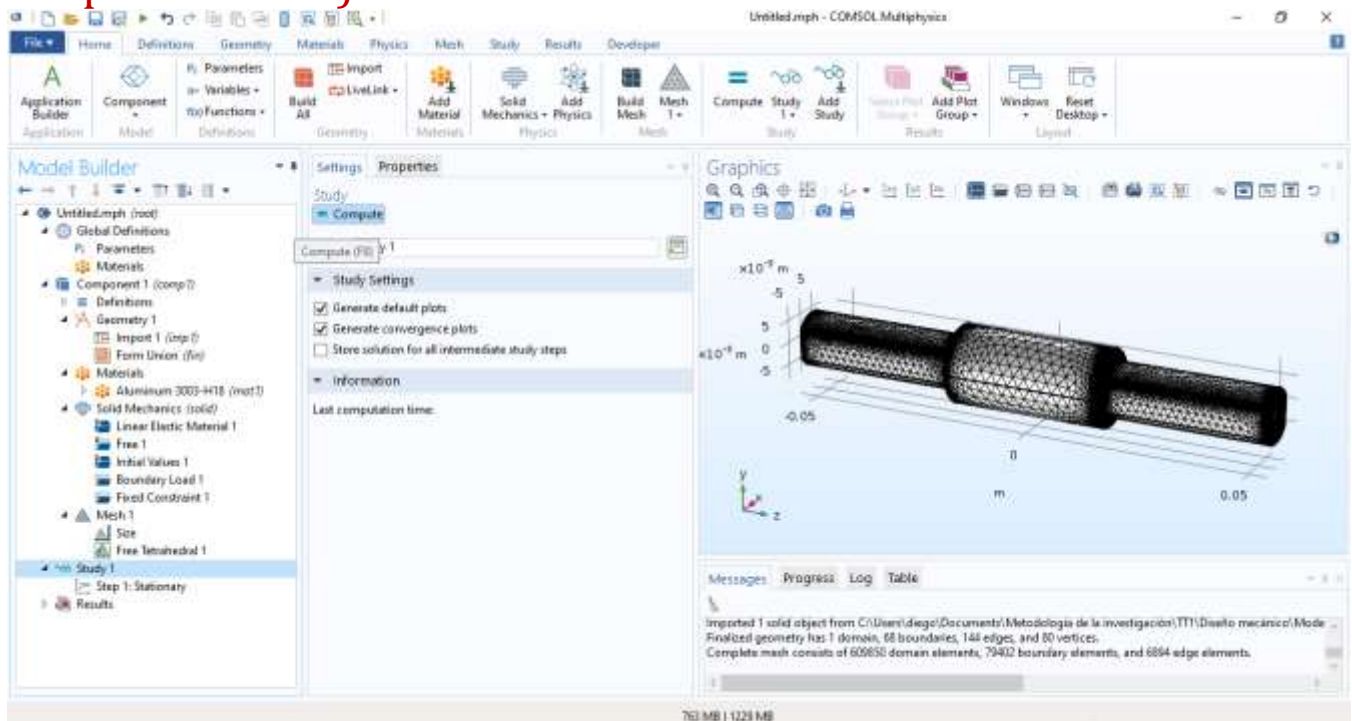 Untitled.mph - COMSOL Multiphysics
File Home Definitions Geometry Materials Physics Mesh Study Results Developer
Application Builder
Component
Pi Parameters
a= Variables
f(x) Functions
Build All
Import
LiveLink
Add Material
Solid Mechanics
Add Physics
Build Mesh
Mesh 1
Compute
Study 1
Add Study
Add Plot Group
Windows
Reset Desktop
Application Model Definitions Geometry Materials Physics Mesh Study Results Layout
Model Builder
Untitled.mph (root)
Global Definitions
Pi Parameters
Materials
Component 1 (comp1)
Definitions
Geometry 1
Import 1 (imp1)
Form Union (fin)
Materials
Aluminum 3003-H18 (mat1)
Solid Mechanics (solid)
Linear Elastic Material 1
Free 1
Initial Values 1
Boundary Load 1
Fixed Constraint 1
Mesh 1
Size
Free Tetrahedral 1
Study 1
Step 1: Stationary
Results
Settings Properties
Study
= Compute
Compute (F8) y 1
Study Settings
Generate default plots
Generate convergence plots
Store solution for all intermediate study steps
Information
Last computation time:
Graphics
m
5
-5
5
0
-5
m
-0.05
0
m
0.05
y
x
z
Messages Progress Log Table
Imported 1 solid object from C:\Users\diego\Documents\Metodología de la investigación\TT1\Diseño mecánico\Mode
Finalized geometry has 1 domain, 68 boundaries, 144 edges, and 80 vertices.
Complete mesh consists of 609850 domain elements, 79402 boundary elements, and 6894 edge elements.
763 MB | 1229 MB